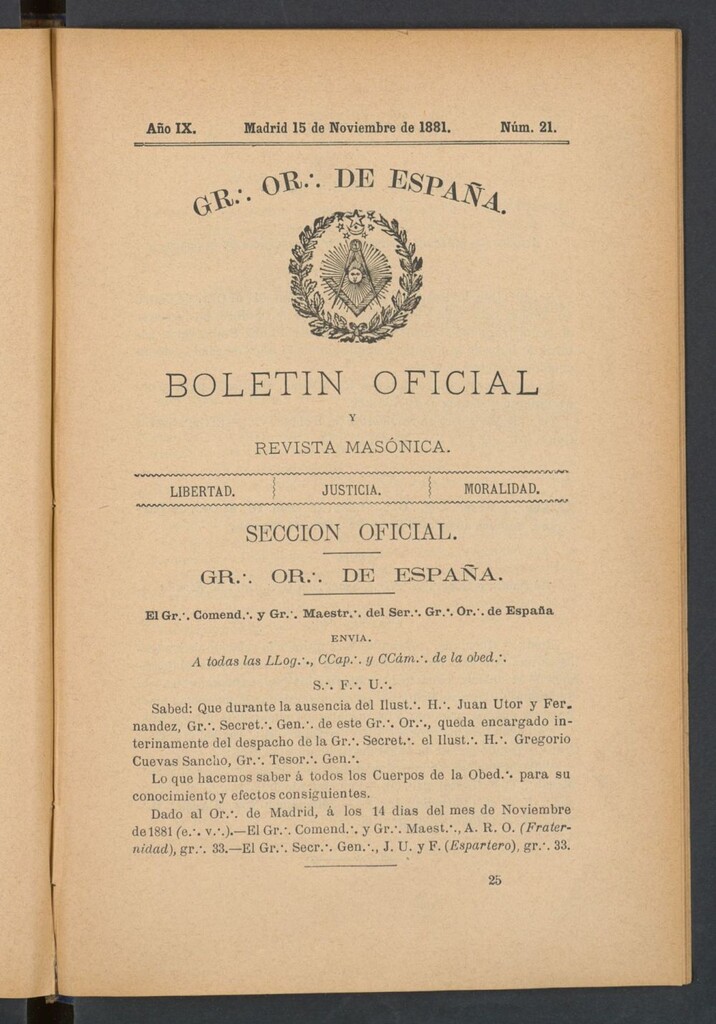 Año IX. Madrid 15 de Noviembre de 1881. Núm. 21.
GR.·. OR.·. DE ESPAÑA.
BOLETIN OFICIAL
Y
REVISTA MASÓNICA.
LIBERTAD. JUSTICIA. MORALIDAD.
SECCION OFICIAL.
GR.·. OR.·. DE ESPAÑA.
El Gr.·. Comend.·. y Gr.·. Maestr.·. del Ser.·. Gr.·. Or.·. de España
ENVIA.
A todas las LLog.·., CCap.·. y CCám.·. de la obed.·.
S.·. F.·. U.·.
Sabed: Que durante la ausencia del Ilust.·. H.·. Juan Utor y Fer-
nandez, Gr.·. Secret.·. Gen.·. de este Gr.·. Or.·., queda encargado in-
terinamente del despacho de la Gr.·. Secret.·. el Ilust.·. H.·. Gregorio
Cuevas Sancho, Gr.·. Tesor.·. Gen.·.
Lo que hacemos saber á todos los Cuerpos de la Obed.·. para su
conocimiento y efectos consiguientes.
Dado al Or.·. de Madrid, á los 14 dias del mes de Noviembre
de 1881 (e.·. v.·.).—El Gr.·. Comend.·. y Gr.·. Maest.·., A. R. O. (Frater-
nidad), gr.·. 33.—El Gr.·. Secr.·. Gen.·., J. U. y F. (Espartero), gr.·. 33.
25